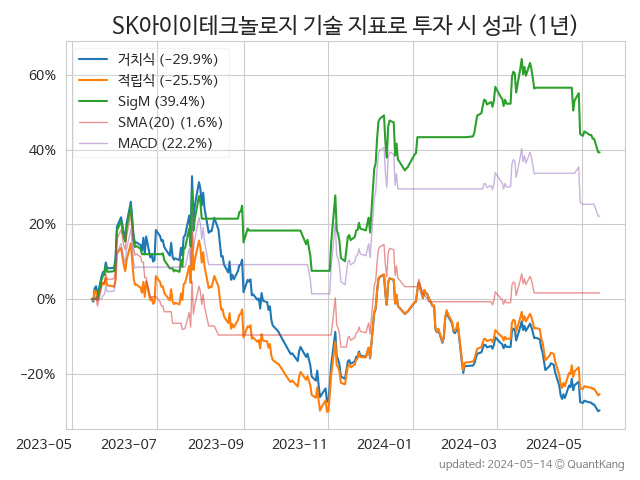 SK아이이테크놀로지 기술 지표로 투자 시 성과 (1년)
거치식 (−29.9%)
적립식 (−25.5%)
SigM (39.4%)
SMA(20) (1.6%)
MACD (22.2%)
60%
40%
20%
0%
−20%
2023-05 2023-07 2023-09 2023-11 2024-01 2024-03 2024-05
updated: 2024-05-14 © QuantKang